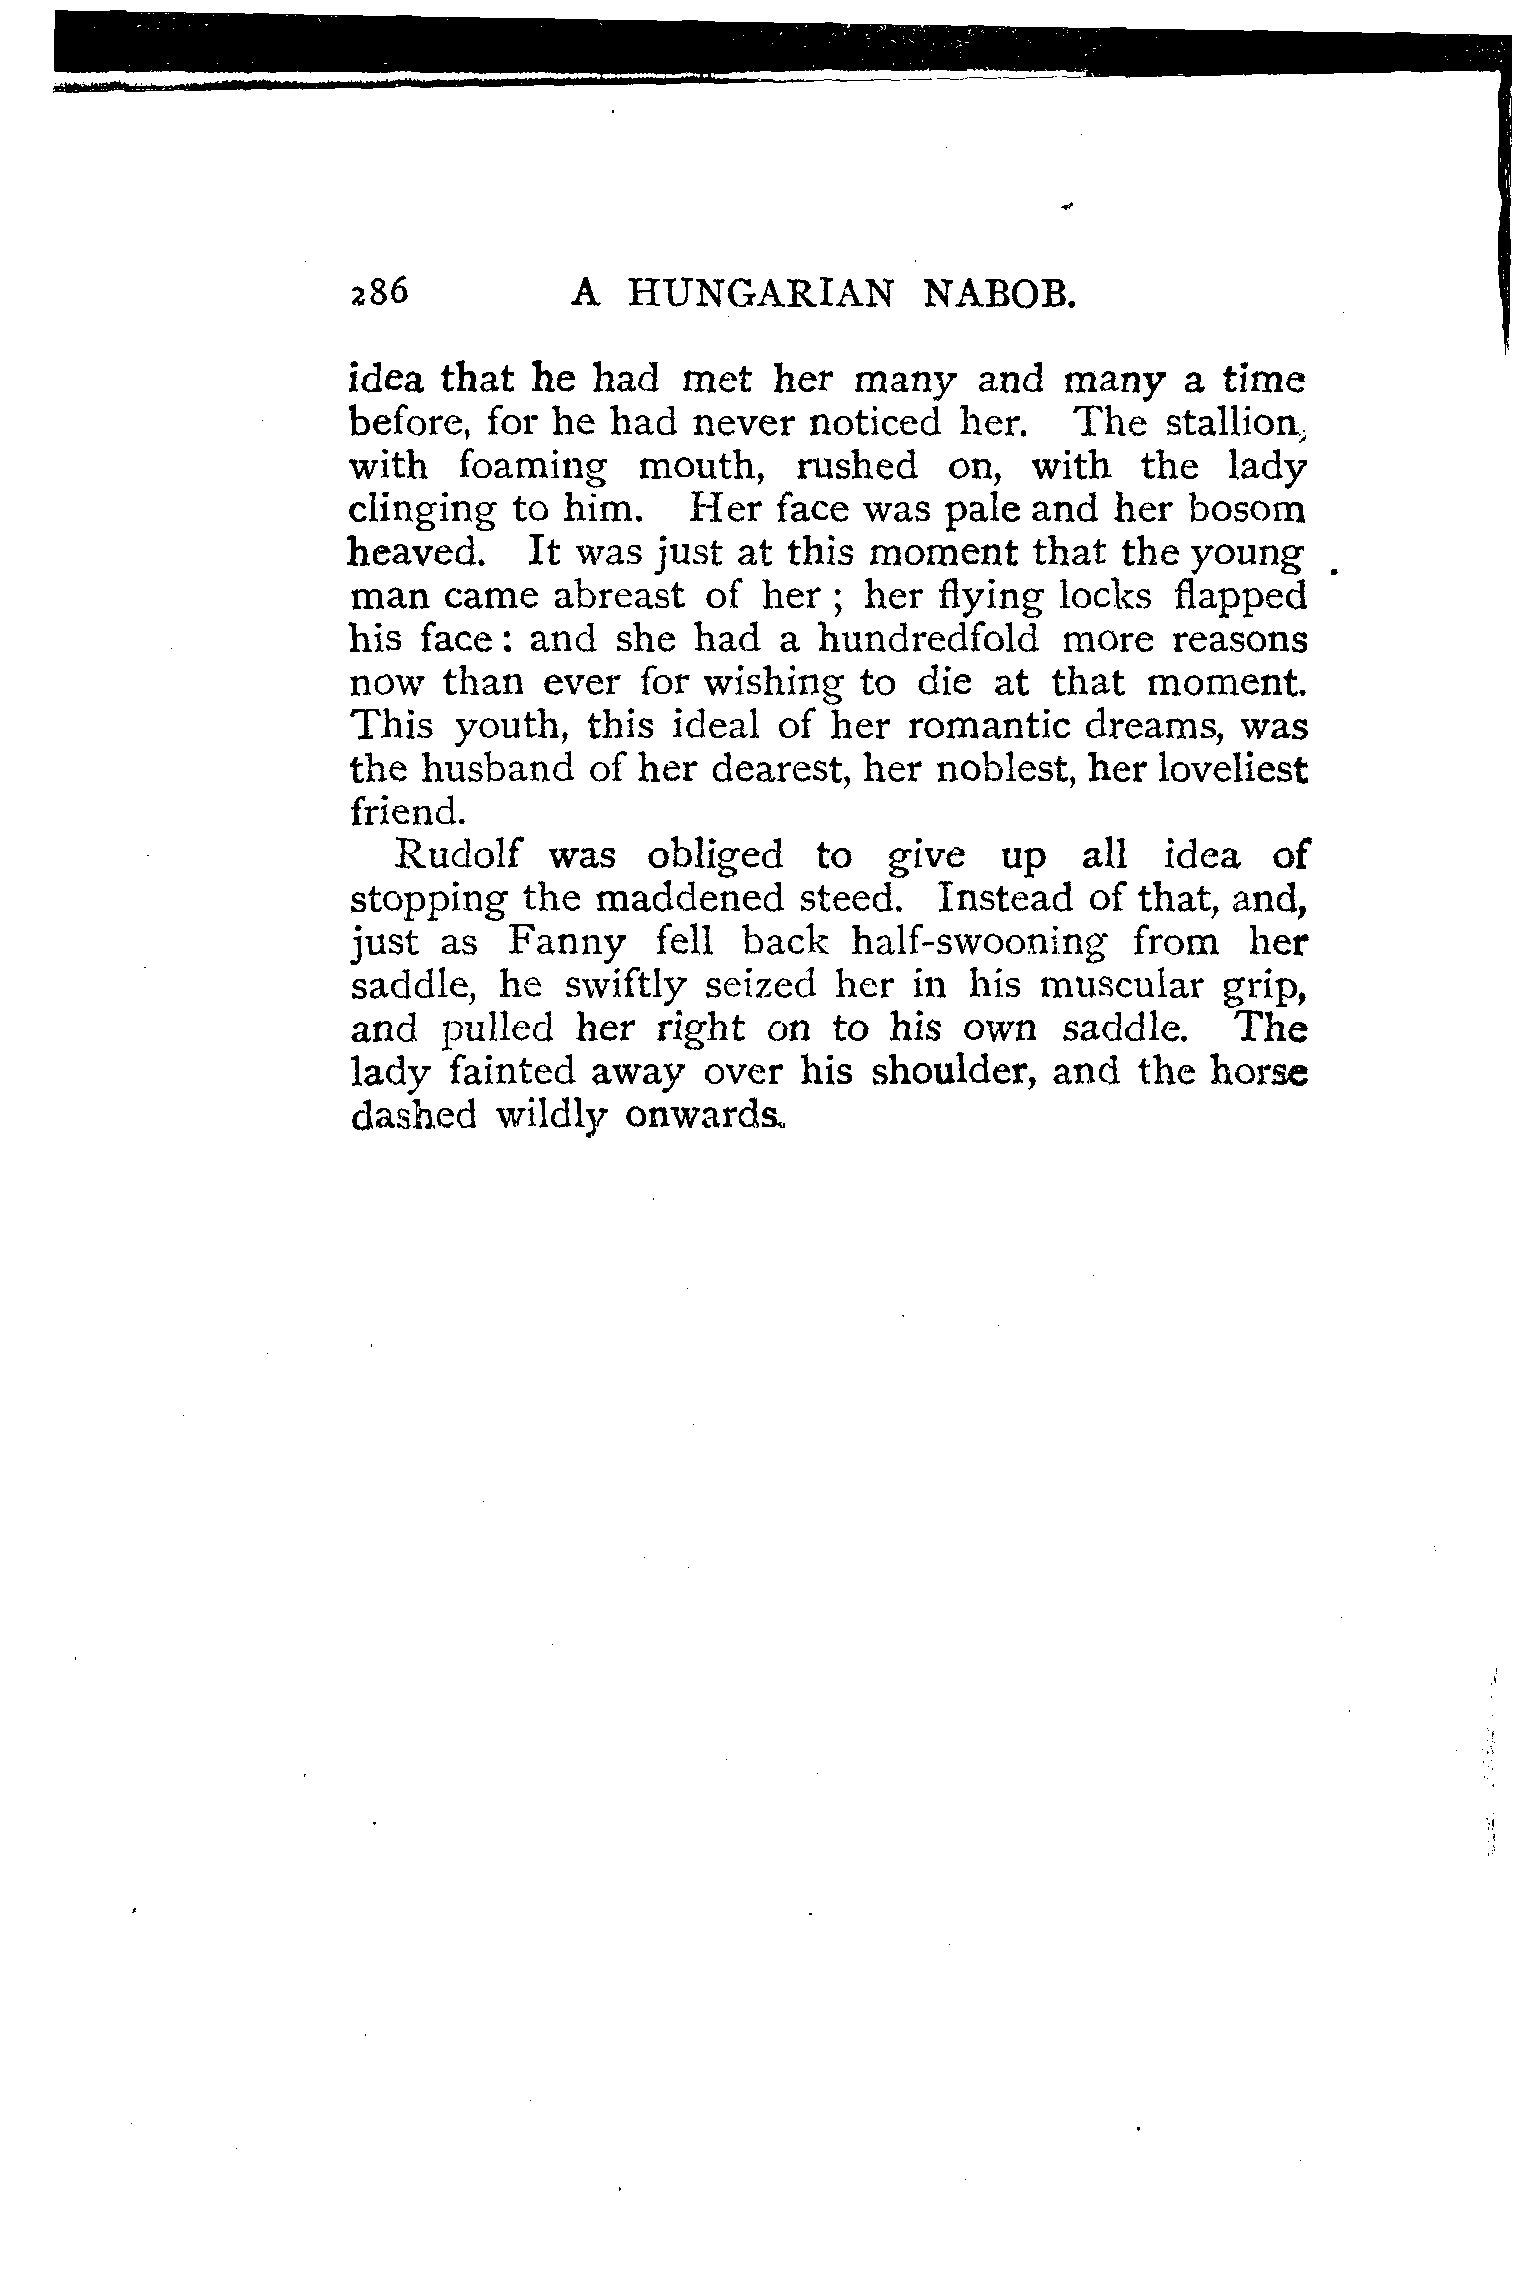 286 A HUNGARIAN NABOB.
idea that he had met her many and many a time
before, for he had never noticed her. The stallion,
with foaming mouth, rushed on, with the lady
clinging to him. Her face was pale and her bosom
heaved. It was just at this moment that the young
man came abreast of her ; her flying locks flapped
his face : and she had a hundredfold more reasons
now than ever for wishing to die at that moment.
This youth, this ideal of her romantic dreams, was
the husband of her dearest, her noblest, her loveliest
friend.
Rudolf was obliged to give up all idea of
stopping the maddened steed. Instead of that, and,
just as Fanny fell back half-swooning from her
saddle, he swiftly seized her in his muscular grip,
and pulled her right on to his own saddle. The
lady fainted away over his shoulder, and the horse
dashed wildly onwards.